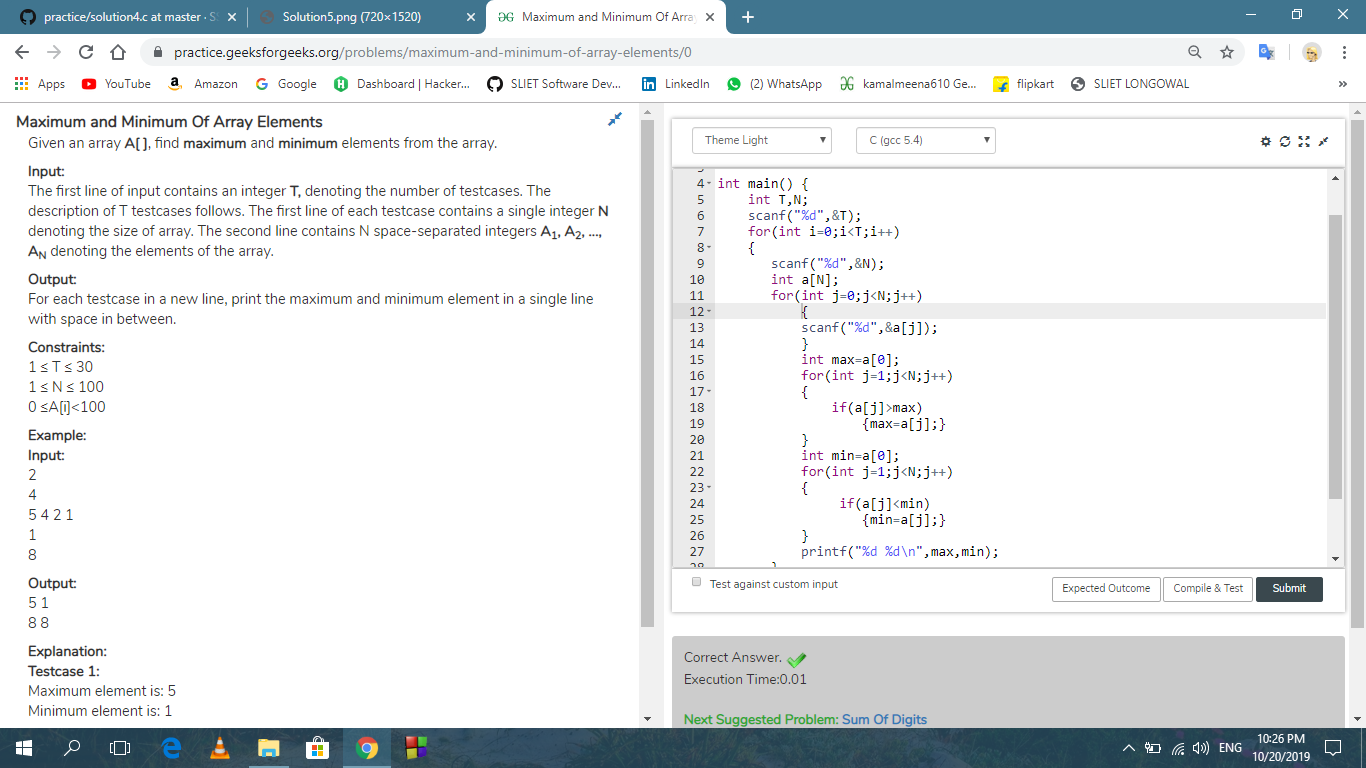 practice/solution4.c at master · S
Solution5.png (720×1520)
Maximum and Minimum Of Array
practice.geeksforgeeks.org/problems/maximum-and-minimum-of-array-elements/0
Apps YouTube Amazon Google Dashboard | Hacker... SLIET Software Dev... LinkedIn (2) WhatsApp kamalmeena610 Ge... flipkart SLIET LONGOWAL »
Maximum and Minimum Of Array Elements
Given an array A[ ], find maximum and minimum elements from the array.
Input:
The first line of input contains an integer T, denoting the number of testcases. The
description of T testcases follows. The first line of each testcase contains a single integer N
denoting the size of array. The second line contains N space-separated integers A1, A2, ...,
AN denoting the elements of the array.
Output:
For each testcase in a new line, print the maximum and minimum element in a single line
with space in between.
Constraints:
1 ≤ T ≤ 30
1 ≤ N ≤ 100
0 ≤A[i]<100
Example:
Input:
2
4
5 4 2 1
1
8
Output:
5 1
8 8
Explanation:
Testcase 1:
Maximum element is: 5
Minimum element is: 1
Theme Light C (gcc 5.4)
4 int main() {
5 int T,N;
6 scanf("%d",&T);
7 for(int i=0;i<T;i++)
8 {
9 scanf("%d",&N);
10 int a[N];
11 for(int j=0;j<N;j++)
12 {
13 scanf("%d",&a[j]);
14 }
15 int max=a[0];
16 for(int j=1;j<N;j++)
17 {
18 if(a[j]>max)
19 {max=a[j];}
20 }
21 int min=a[0];
22 for(int j=1;j<N;j++)
23 {
24 if(a[j]<min)
25 {min=a[j];}
26 }
27 printf("%d %d\n",max,min);
28 }
Test against custom input
Expected Outcome Compile & Test Submit
Correct Answer.
Execution Time:0.01
Next Suggested Problem: Sum Of Digits
ENG
10:26 PM
10/20/2019